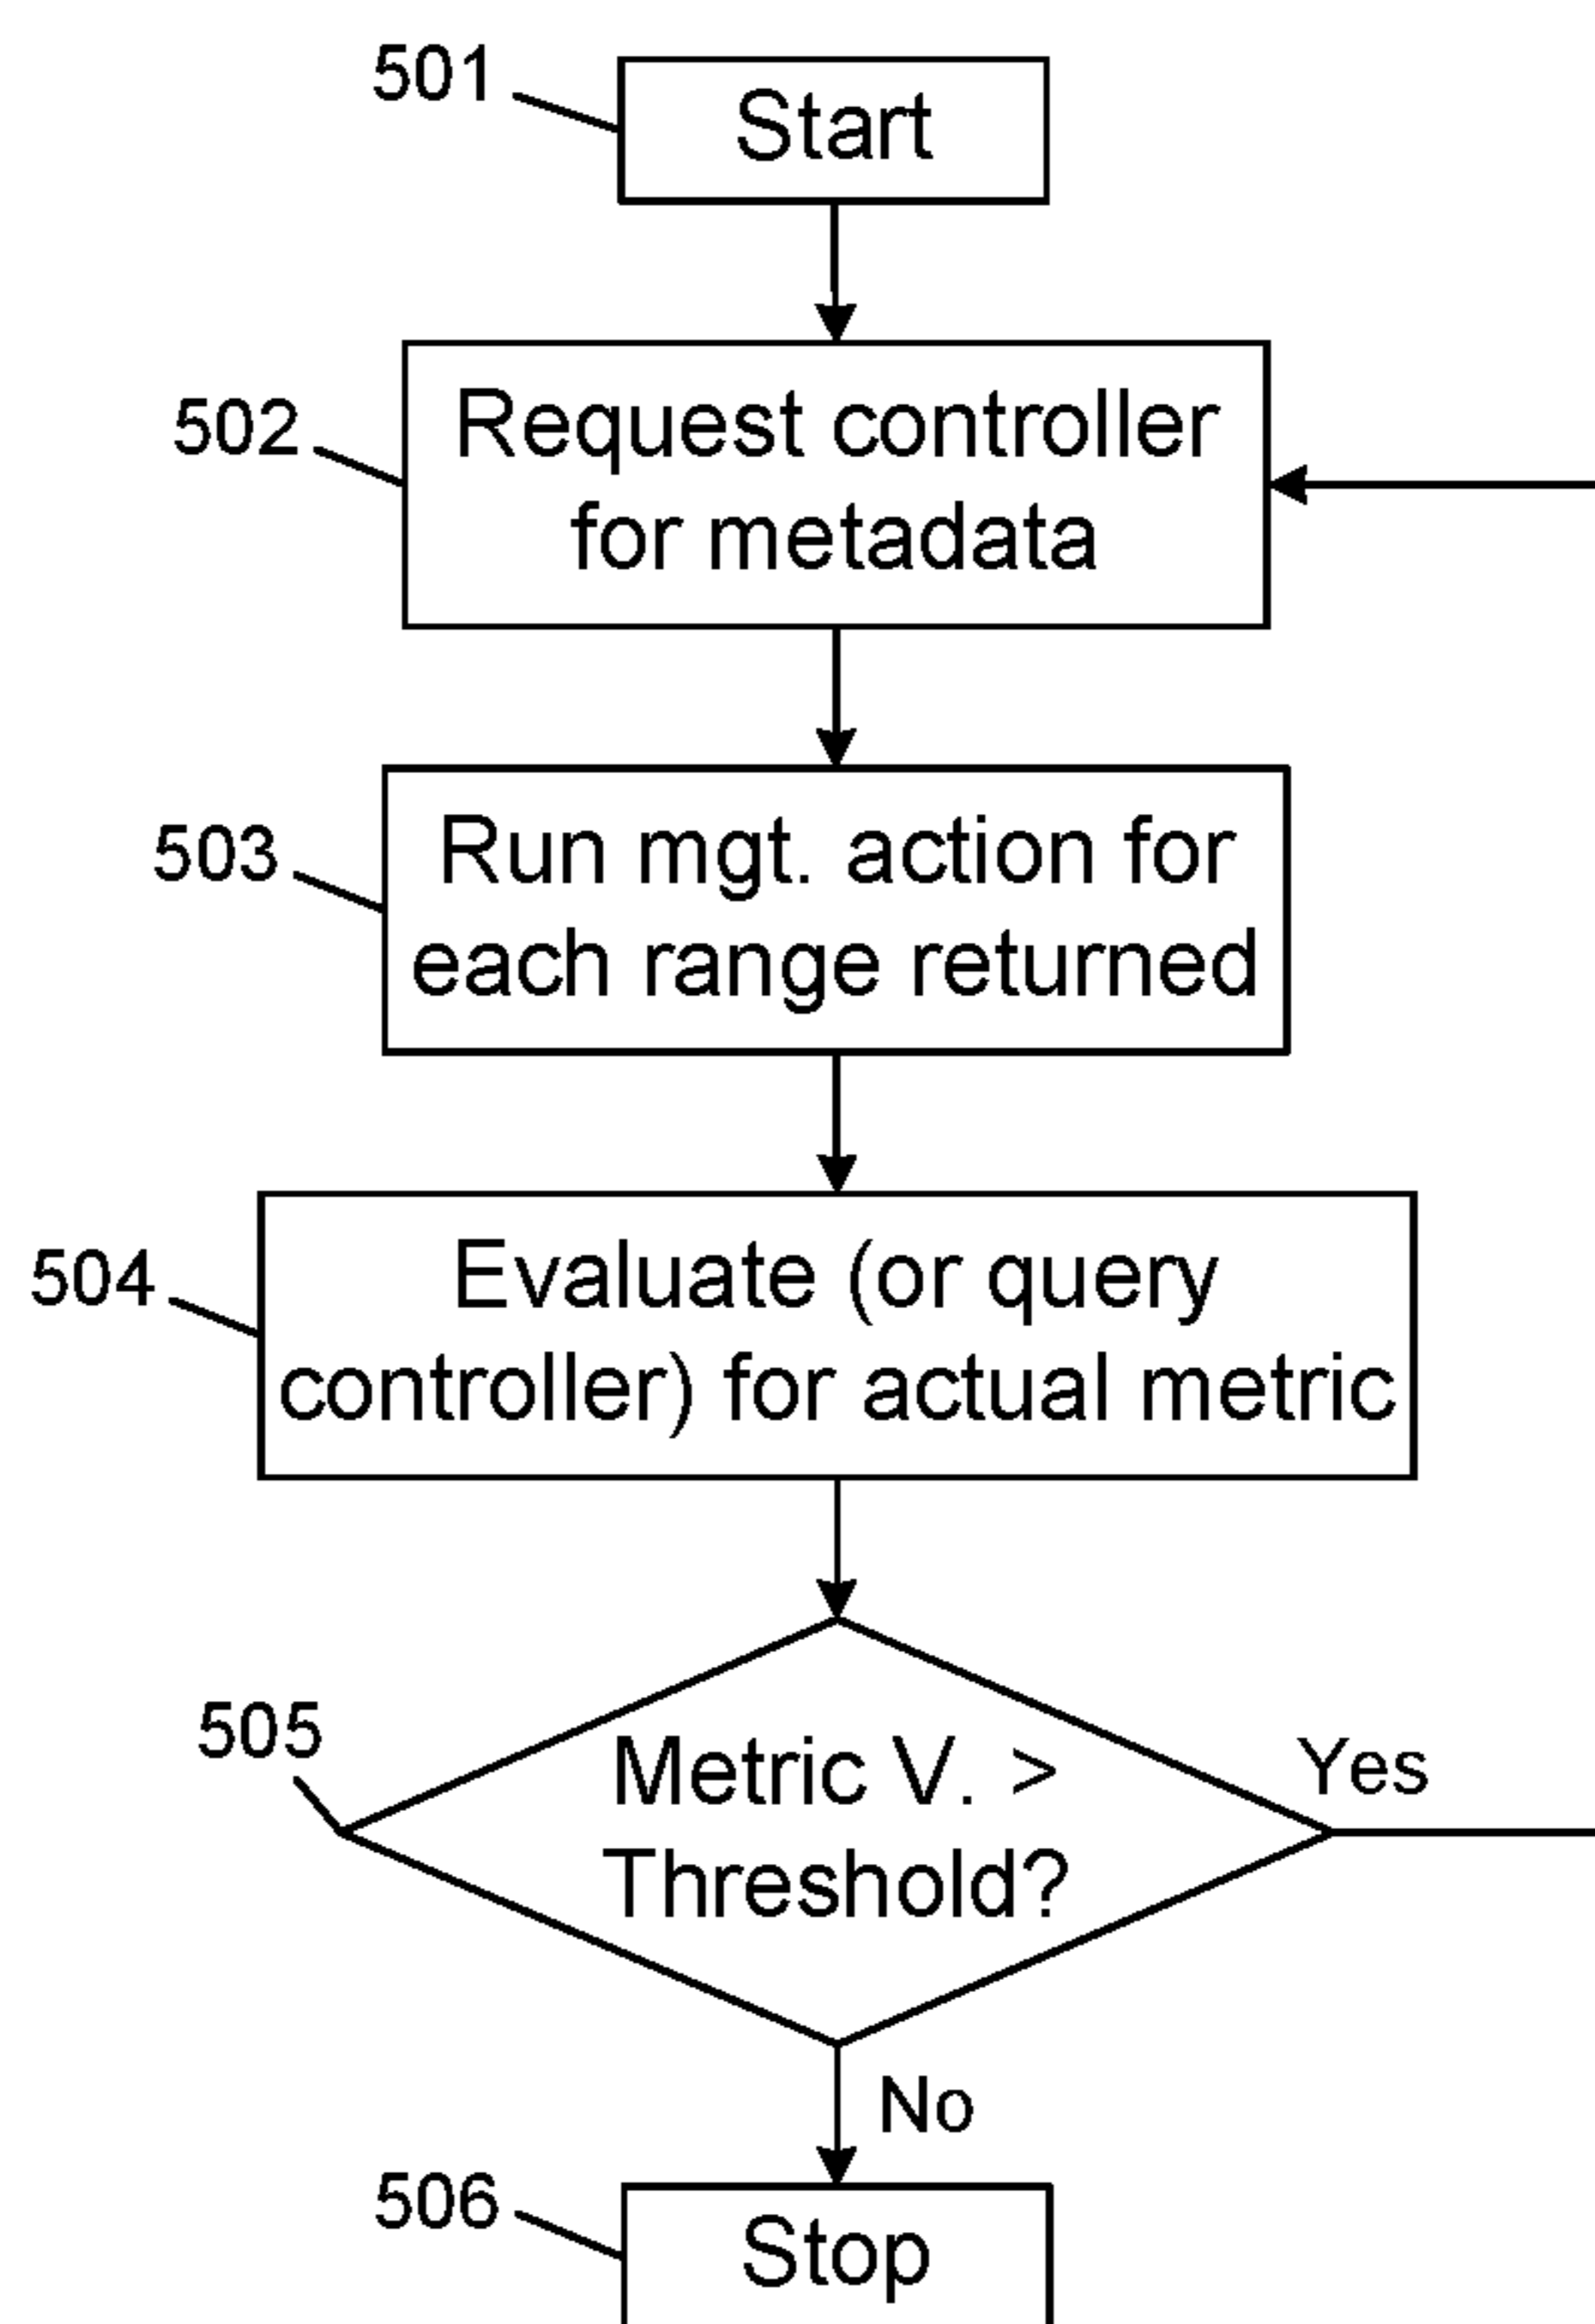 501
Start
502
Request controller
for metadata
503
Run mgt. action for
each range returned
504
Evaluate (or query
controller) for actual metric
505
Metric V. >
Threshold?
Yes
No
506
Stop